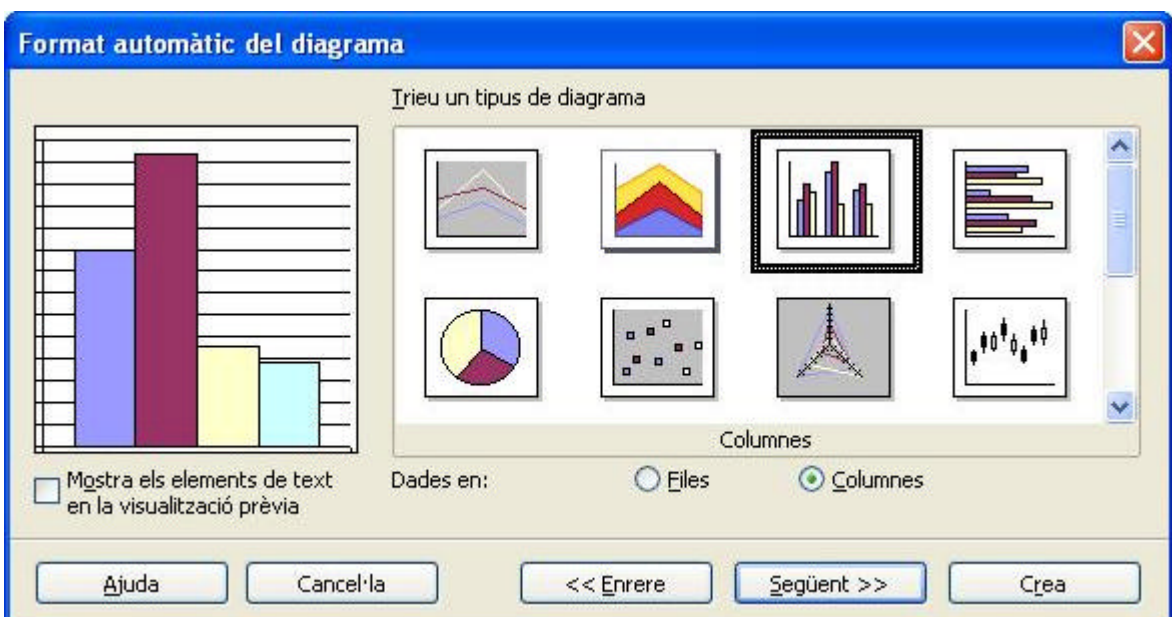 Format automàtic del diagrama
Trieu un tipus de diagrama
Columnes
Mostra els elements de text
en la visualització prèvia
Dades en:
Files
Columnes
Ajuda
Cancel·la
<< Enrere
Següent >>
Crea